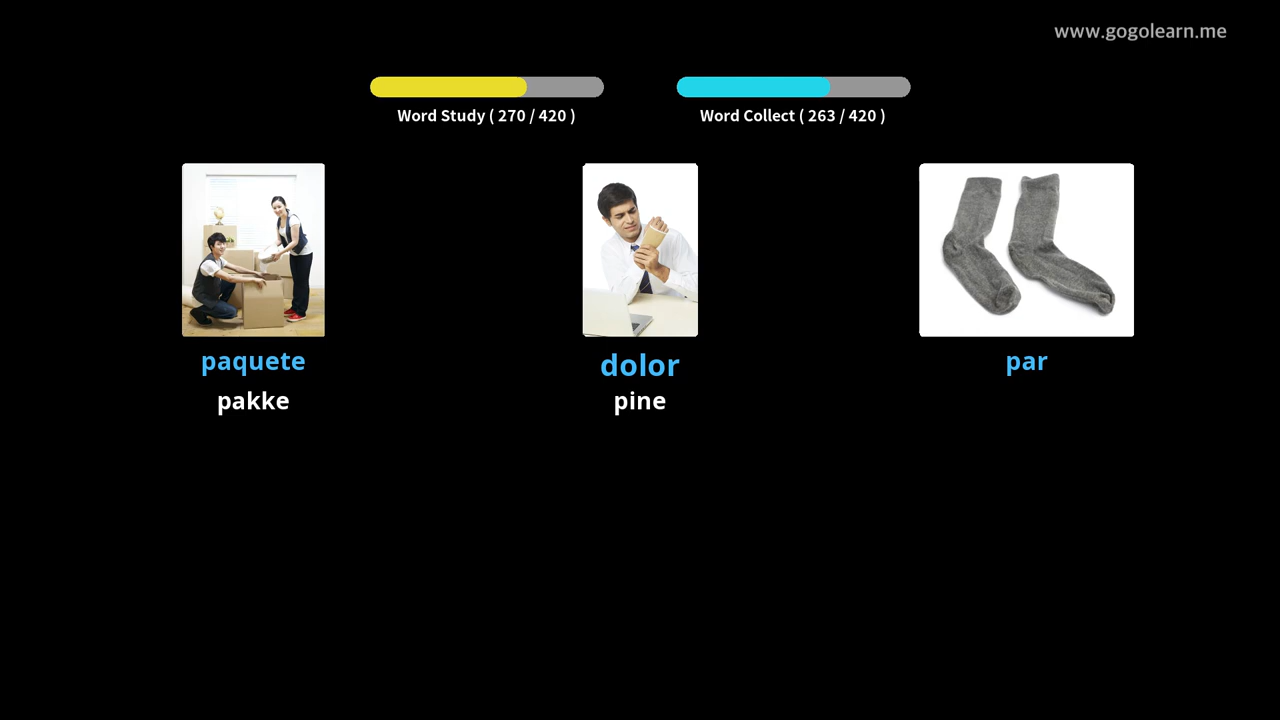 www.gogolearn.me
Word Study ( 270 / 420 )
Word Collect ( 263 / 420 )
paquete
pakke
dolor
pine
par